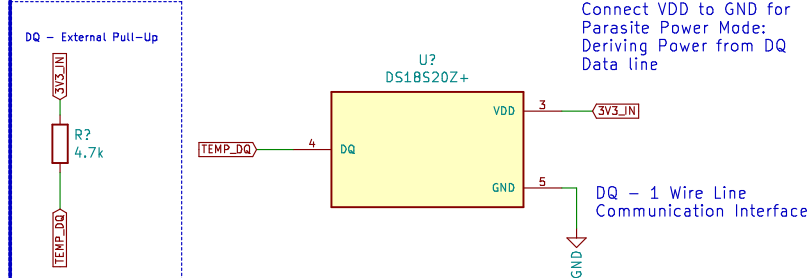 DQ - External Pull-Up
3V3_IN
R?
4.7k
TEMP_DQ
U?
DS18S20Z+
TEMP_DQ
4
DQ
VDD
3
3V3_IN
GND
5
GND
Connect VDD to GND for
Parasite Power Mode:
Deriving Power from DQ
Data line
DQ - 1 Wire Line
Communication Interface